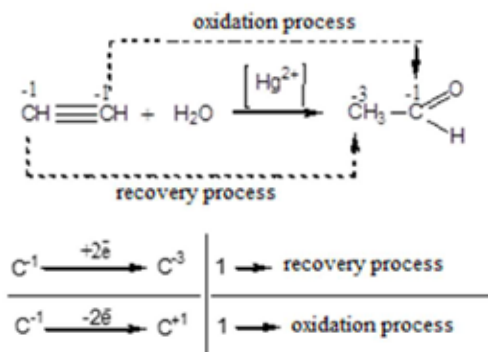 oxidation process
-1 -1 [Hg²⁺] -3 -1 O
CH≡CH + H₂O → CH₃—C
H
recovery process
C⁻¹ +2ē → C⁻³ | 1 → recovery process
C⁻¹ -2ē → C⁺¹ | 1 → oxidation process